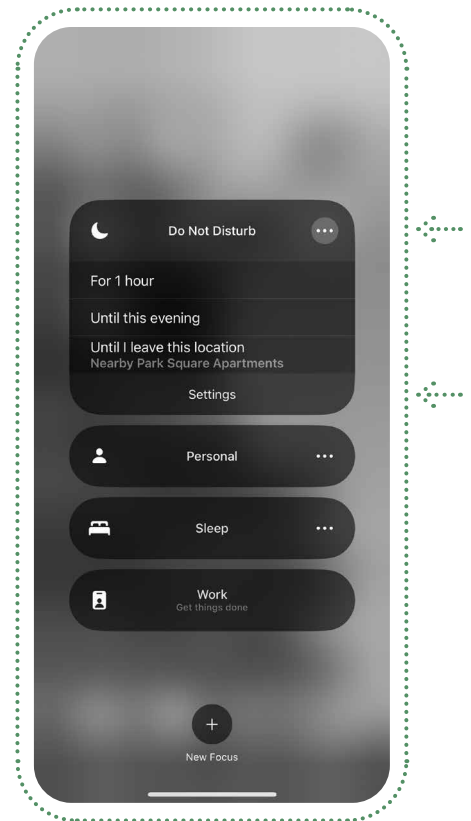 Do Not Disturb
For 1 hour
Until this evening
Until I leave this location
Nearby Park Square Apartments
Settings
Personal
Sleep
Work
Get things done
New Focus